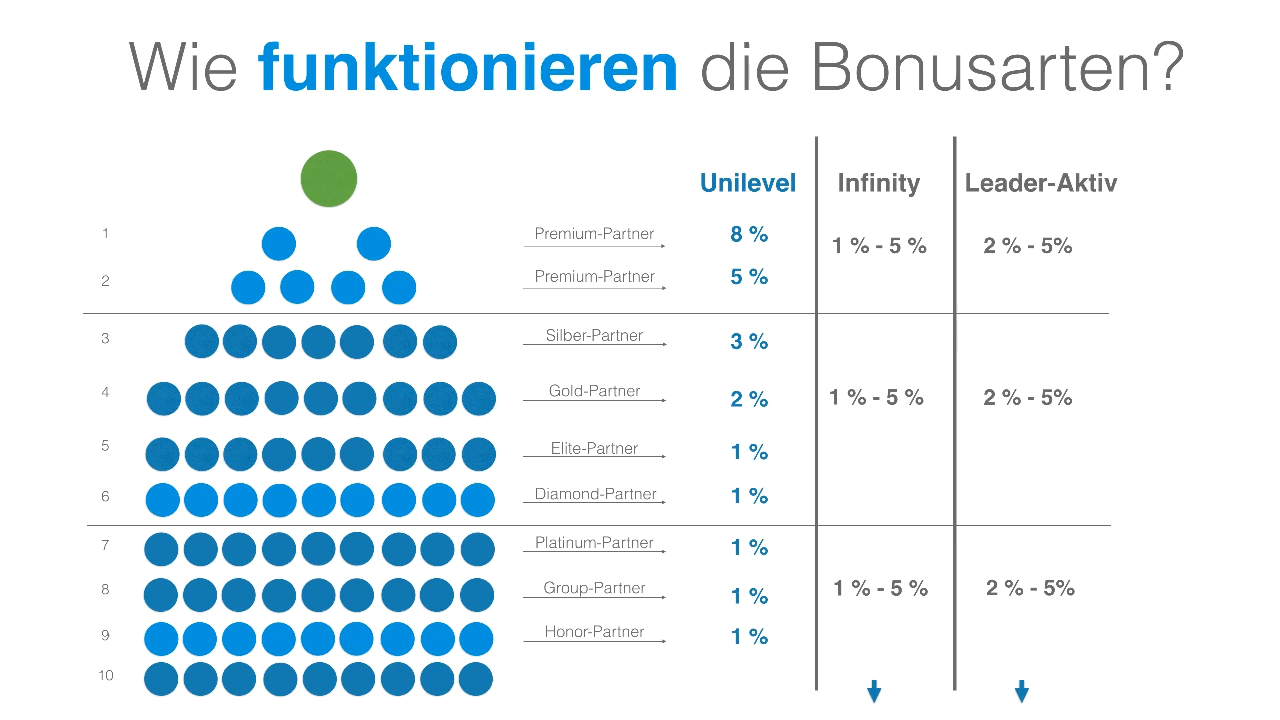 Wie funktionieren die Bonusarten?
Unilevel Infinity Leader-Aktiv
1 Premium-Partner 8 %
1 % - 5 % 2 % - 5%
2 Premium-Partner 5 %
3 Silber-Partner 3 %
4 Gold-Partner 2 % 1 % - 5 % 2 % - 5%
5 Elite-Partner 1 %
6 Diamond-Partner 1 %
7 Platinum-Partner 1 %
8 Group-Partner 1 % 1 % - 5 % 2 % - 5%
9 Honor-Partner 1 %
10